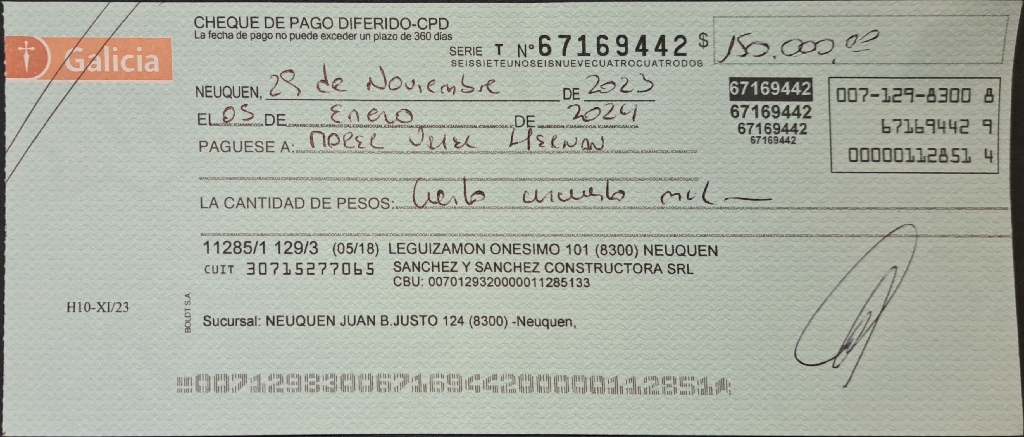 CHEQUE DE PAGO DIFERIDO-CPD
La fecha de pago no puede exceder un plazo de 360 días
Galicia
SERIE T Nº 67169442 $ 150.000,00
SEISSIETEUNOSEISNUEVECUATROCUATRODOS
NEUQUEN, 29 de Noviembre DE 2023
EL 05 DE Enero DE 2024
PAGUESE A: MOREL HERNAN
LA CANTIDAD DE PESOS: Ciento cincuenta mil
67169442
67169442
67169442
67169442
007-129-8300 8
67169442 9
00000112851 4
11285/1 129/3 (05/18) LEGUIZAMON ONESIMO 101 (8300) NEUQUEN
CUIT 30715277065 SANCHEZ Y SANCHEZ CONSTRUCTORA SRL
CBU: 0070129320000011285133
H10-XI/23
BOLDT S.A.
Sucursal: NEUQUEN JUAN B.JUSTO 124 (8300) -Neuquen,
007129830067169442000001128514